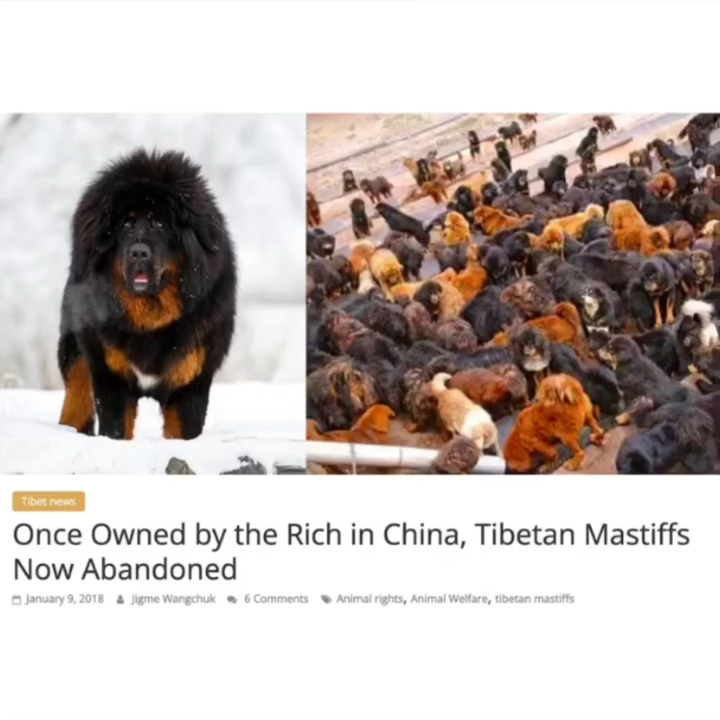 Tibet news
Once Owned by the Rich in China, Tibetan Mastiffs
Now Abandoned
January 9, 2018 Jigme Wangchuk 6 Comments Animal rights, Animal Welfare, tibetan mastiffs